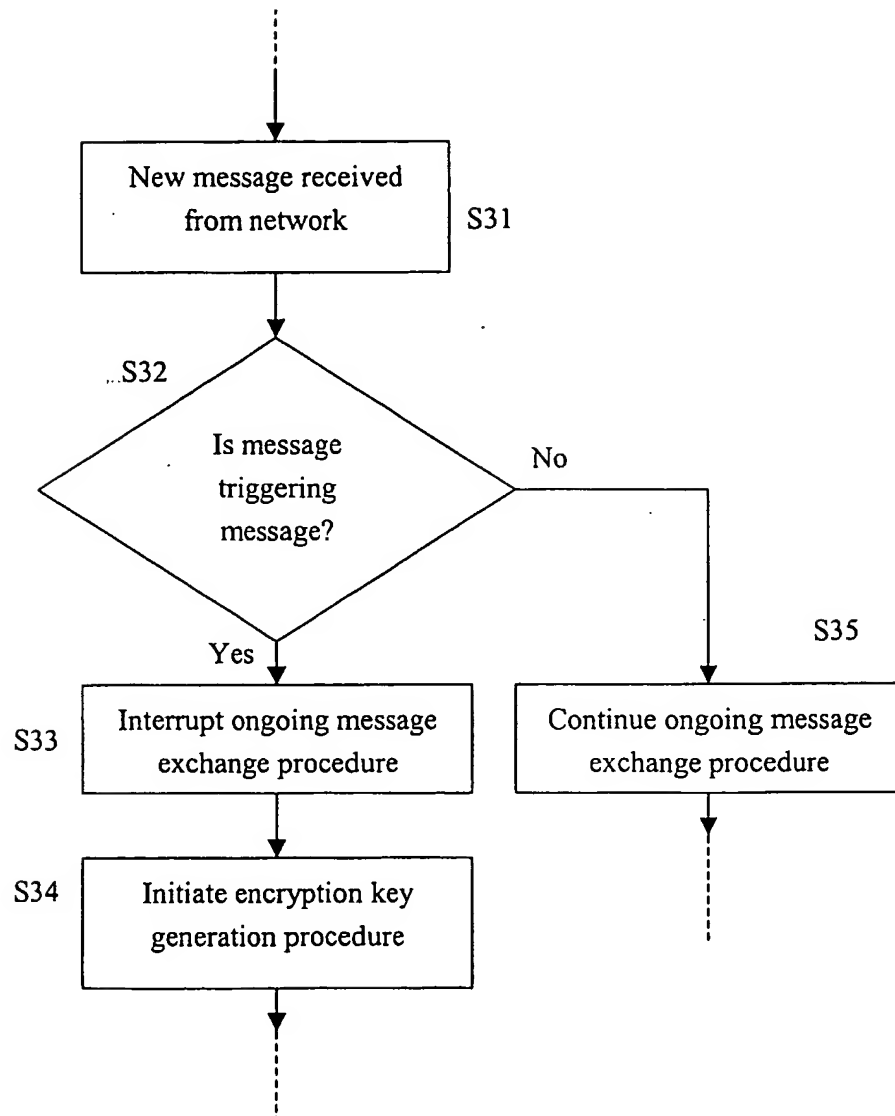 New message received
from network
S31
S32
Is message
triggering
message?
No
Yes
S35
S33
Interrupt ongoing message
exchange procedure
Continue ongoing message
exchange procedure
S34
Initiate encryption key
generation procedure